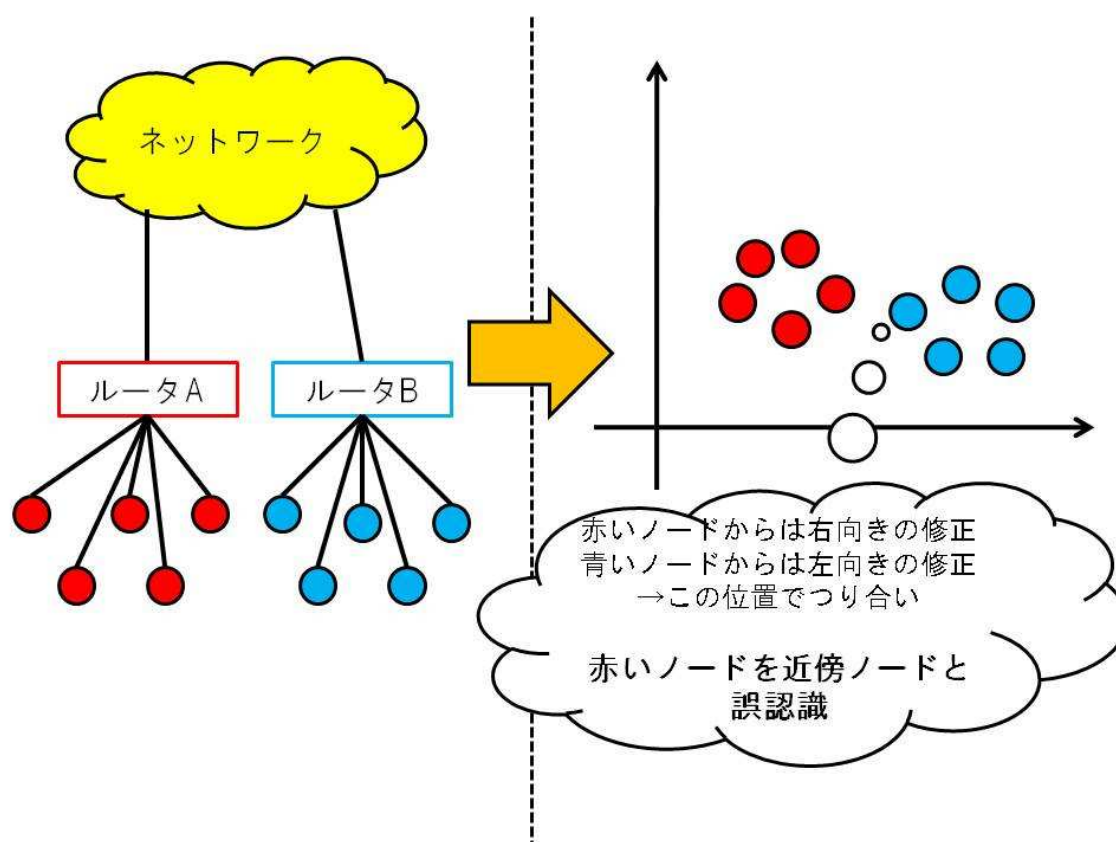 ネットワーク
ルータA
ルータB
赤いノードからは右向きの修正
青いノードからは左向きの修正
→この位置でつり合い
赤いノードを近傍ノードと
誤認識